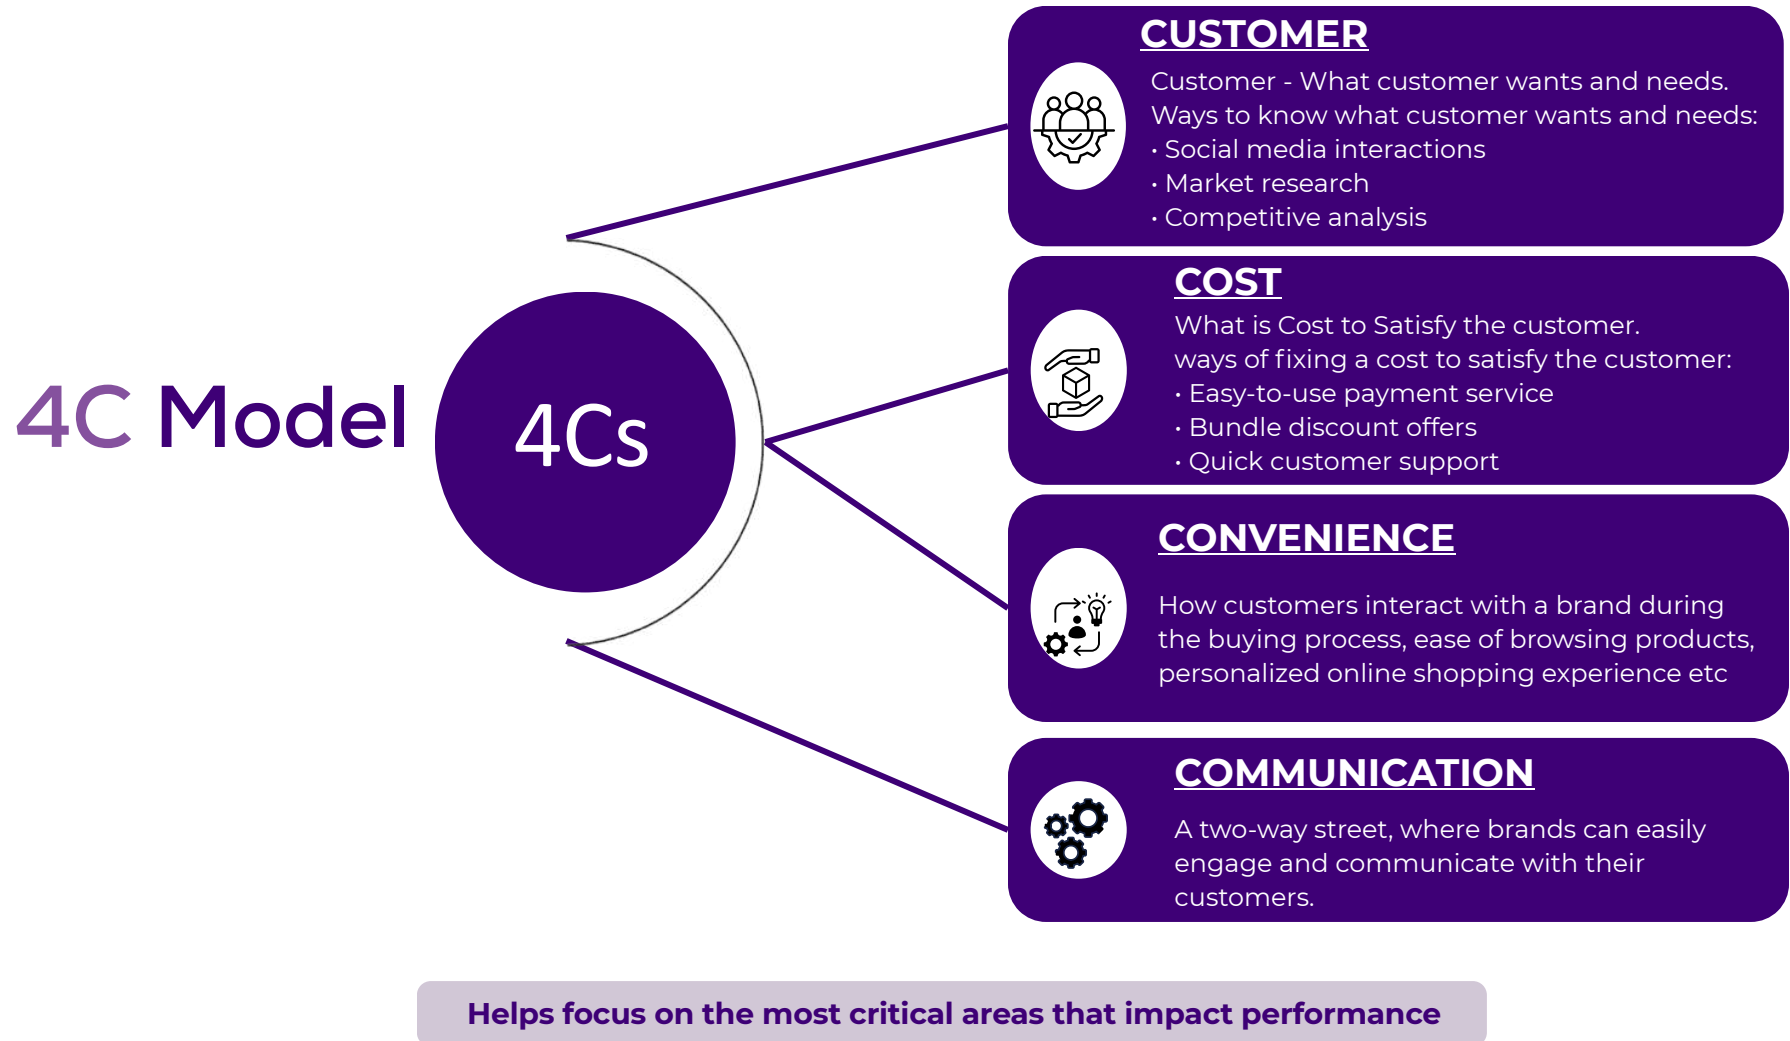 4C Model
4Cs
CUSTOMER
Customer - What customer wants and needs.
Ways to know what customer wants and needs:
• Social media interactions
• Market research
• Competitive analysis
COST
What is Cost to Satisfy the customer.
ways of fixing a cost to satisfy the customer:
• Easy-to-use payment service
• Bundle discount offers
• Quick customer support
CONVENIENCE
How customers interact with a brand during
the buying process, ease of browsing products,
personalized online shopping experience etc
COMMUNICATION
A two-way street, where brands can easily
engage and communicate with their
customers.
Helps focus on the most critical areas that impact performance